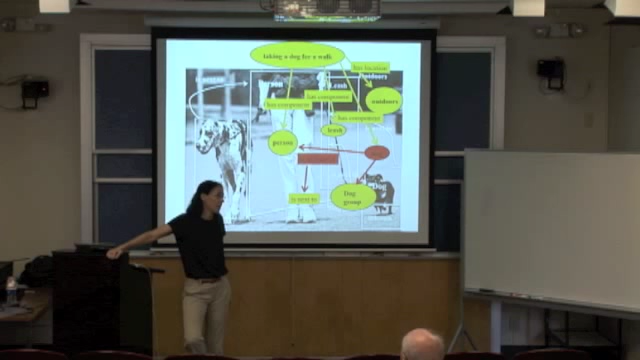 taking a dog for a walk
has location
outdoors
Leash
has component
has component
outdoors
has component
leash
person
Dog
Dog
group
is next to